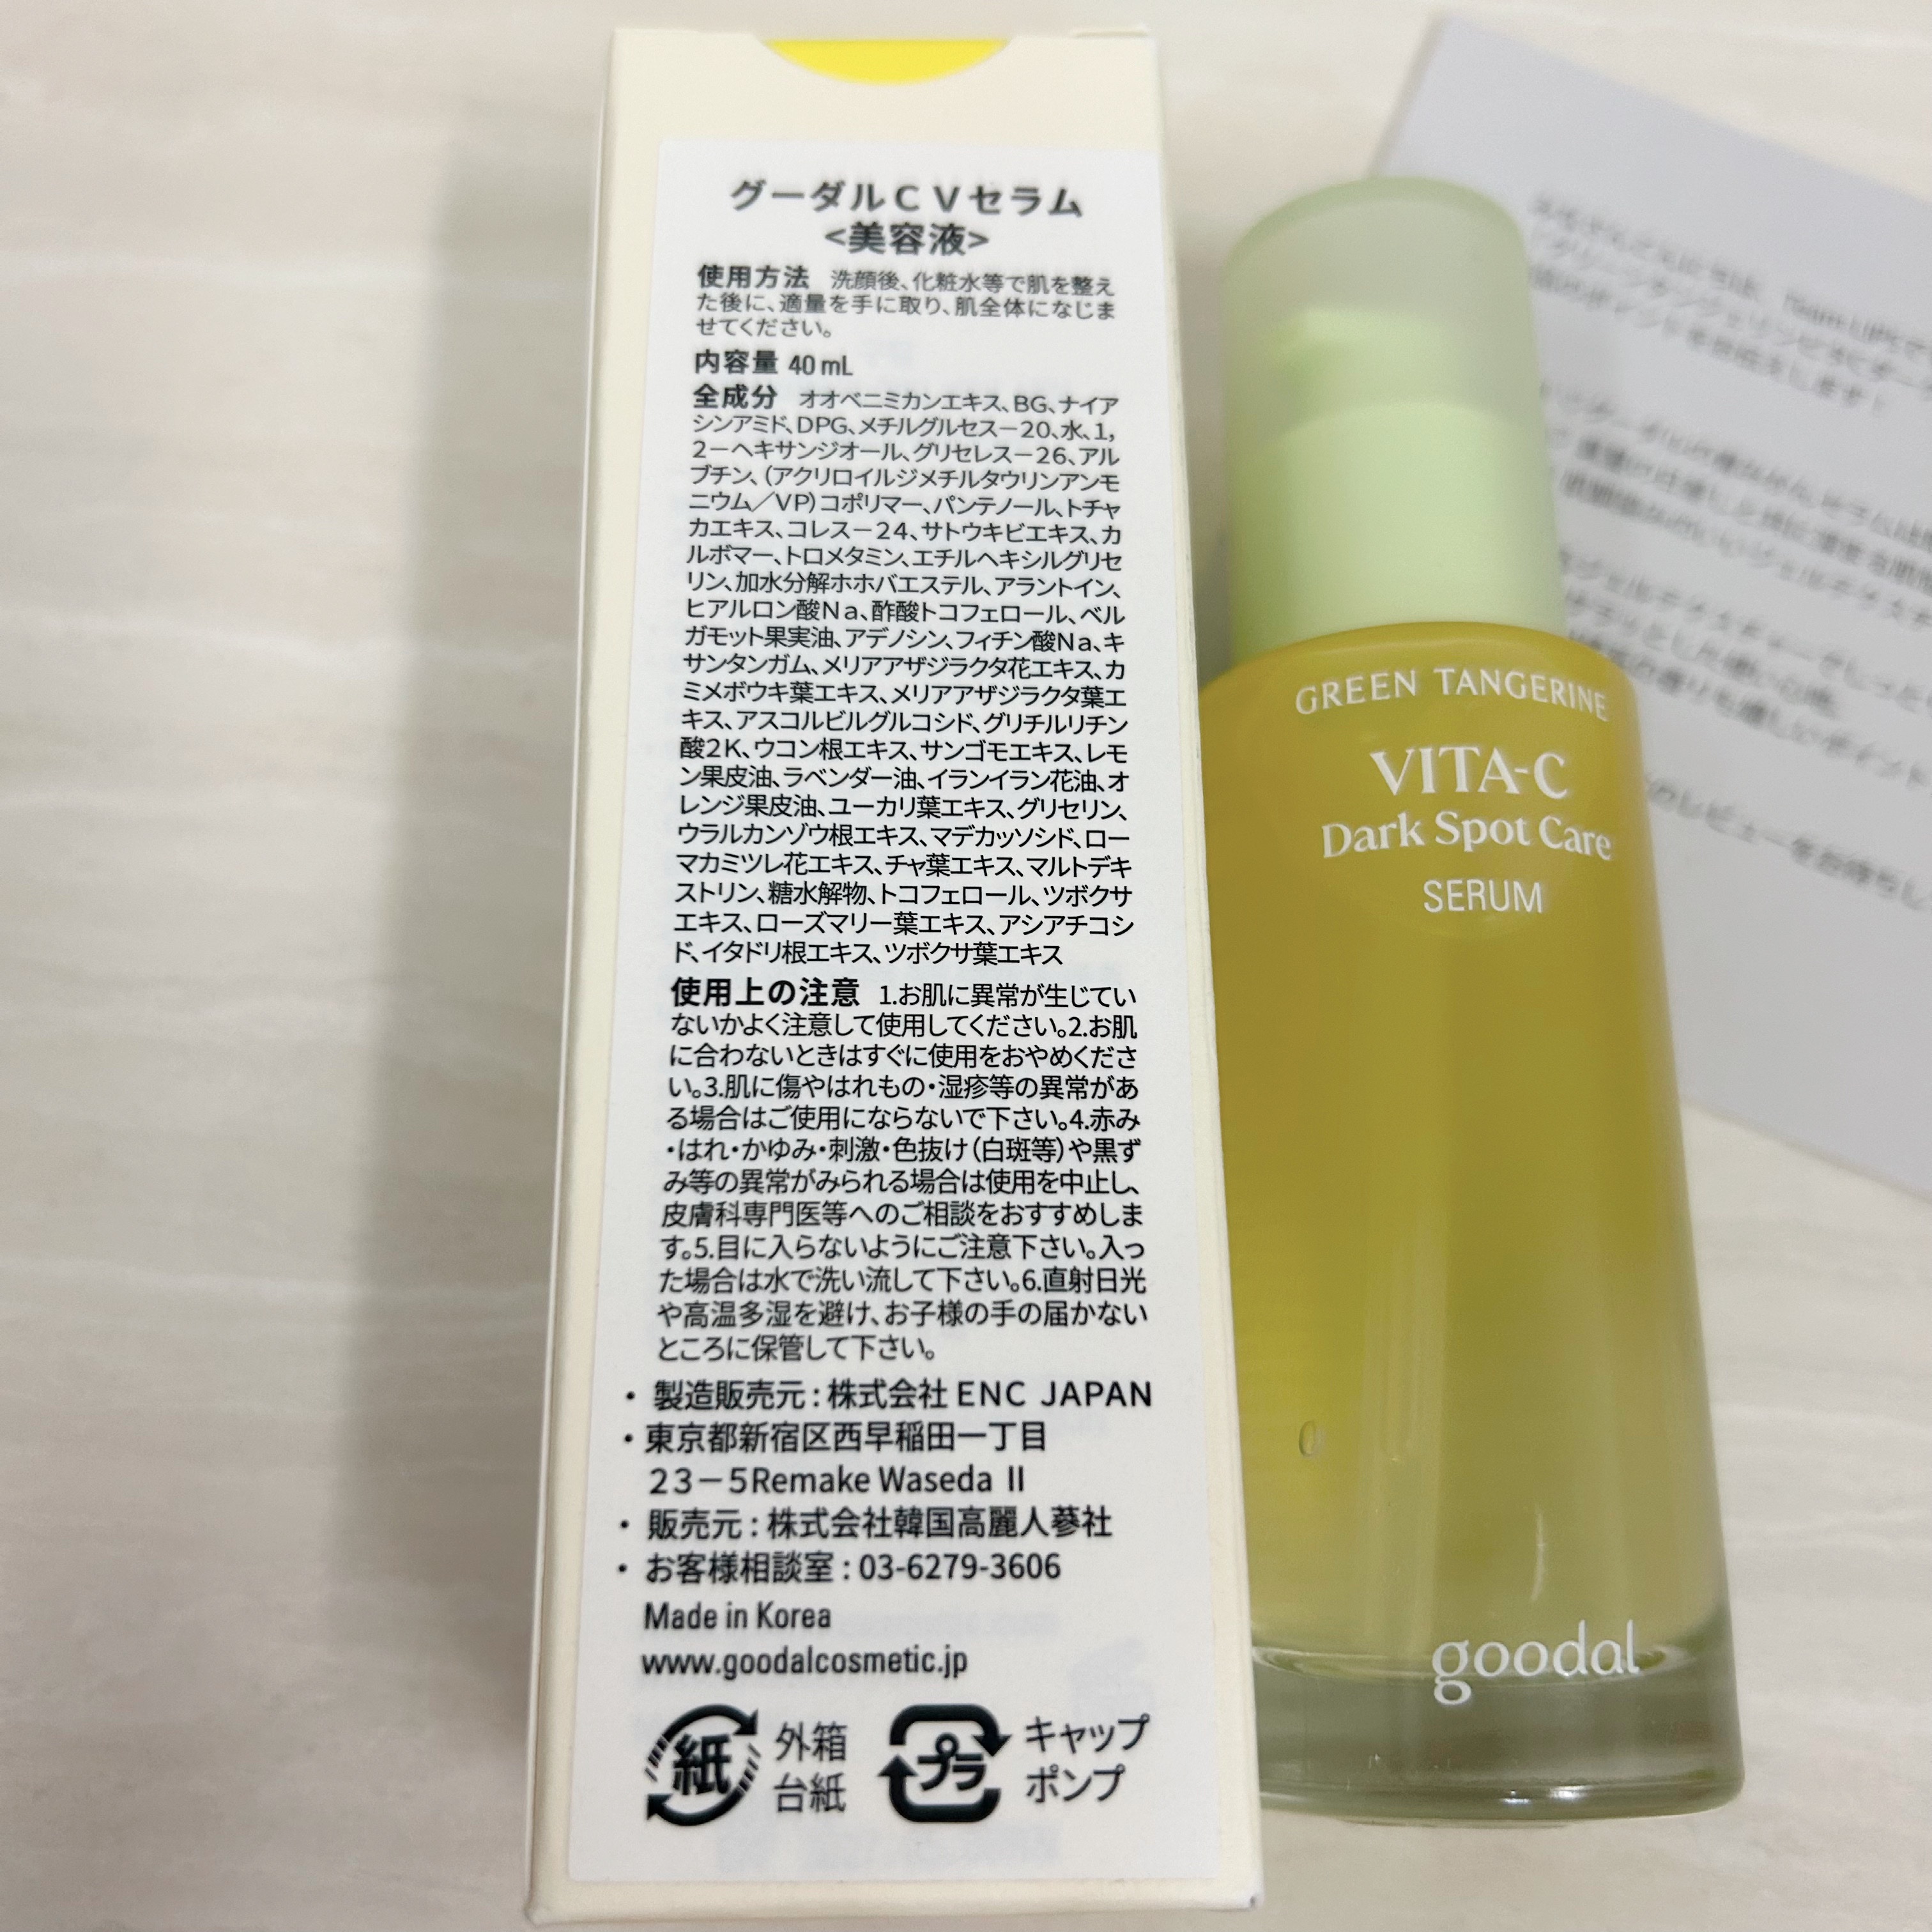 グーダルCVセラム
<美容液>
使用方法 洗顔後、化粧水等で肌を整え
た後に、適量を手に取り、肌全体になじま
せてください。
内容量 40 mL
全成分 オオベニミカンエキス、BG、ナイア
シンアミド、DPG、メチルグルセス－20、水、1,
2－ヘキサンジオール、グリセレス－26、アル
ブチン、(アクリロイルジメチルタウリンアンモ
ニウム／VP)コポリマー、パンテノール、トチャ
カエキス、コレス－24、サトウキビエキス、カ
ルボマー、トロメタミン、エチルヘキシルグリセ
リン、加水分解ホホバエステル、アラントイン、
ヒアルロン酸Na、酢酸トコフェロール、ベル
ガモット果実油、アデノシン、フィチン酸Na、キ
サンタンガム、メリアアザジラクタ花エキス、カ
ミメボウキ葉エキス、メリアアザジラクタ葉エ
キス、アスコルビルグルコシド、グリチルリチン
酸2K、ウコン根エキス、サンゴモエキス、レモ
ン果皮油、ラベンダー油、イランイラン花油、オ
レンジ果皮油、ユーカリ葉エキス、グリセリン、
ウラルカンゾウ根エキス、マデカッソシド、ロー
マカミツレ花エキス、チャ葉エキス、マルトデキ
ストリン、糖水解物、トコフェロール、ツボクサ
エキス、ローズマリー葉エキス、アシアチコシ
ド、イタドリ根エキス、ツボクサ葉エキス
使用上の注意 1.お肌に異常が生じてい
ないかよく注意して使用してください。2.お肌
に合わないときはすぐに使用をおやめくださ
い。3.肌に傷やはれもの・湿疹等の異常があ
る場合はご使用にならないで下さい。4.赤み
・はれ・かゆみ・刺激・色抜け(白斑等)や黒ず
み等の異常がみられる場合は使用を中止し、
皮膚科専門医等へのご相談をおすすめしま
す。5.目に入らないようにご注意下さい。入っ
た場合は水で洗い流して下さい。6.直射日光
や高温多湿を避け、お子様の手の届かない
ところに保管して下さい。
・ 製造販売元 : 株式会社 ENC JAPAN
・東京都新宿区西早稲田一丁目
23－5Remake Waseda Ⅱ
・ 販売元 : 株式会社韓国高麗人蔘社
・ お客様相談室 : 03-6279-3606
Made in Korea
www.goodalcosmetic.jp
紙 外箱
台紙
プラ キャップ
ポンプ
GREEN TANGERINE
VITA-C
Dark Spot Care
SERUM
goodal